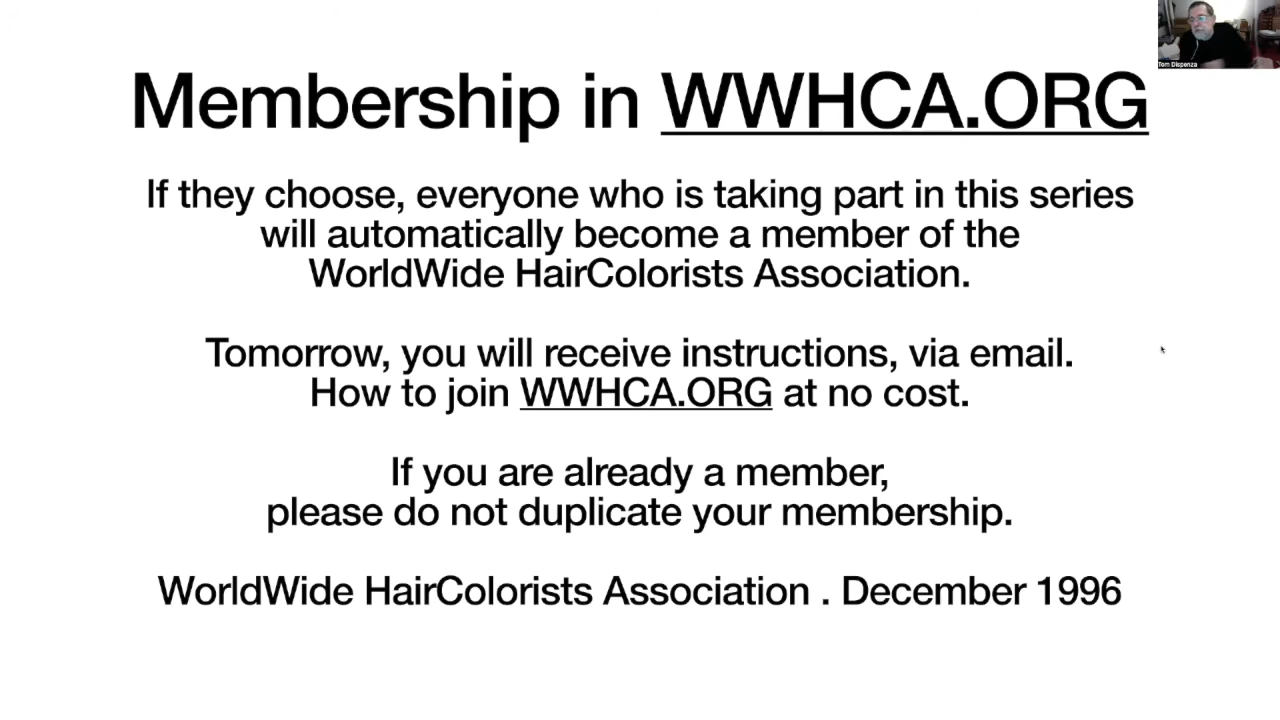 Tom Dispenza
Membership in WWHCA.ORG
If they choose, everyone who is taking part in this series
will automatically become a member of the
WorldWide HairColorists Association.
Tomorrow, you will receive instructions, via email.
How to join WWHCA.ORG at no cost.
If you are already a member,
please do not duplicate your membership.
WorldWide HairColorists Association . December 1996